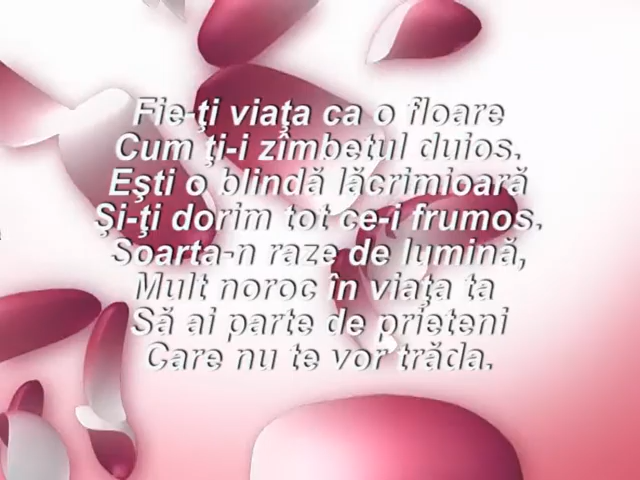 Fie-ţi viaţa ca o floare
Cum ţi-i zîmbetul duios.
Eşti o blindă lăcrimioară
Şi-ţi dorim tot ce-i frumos.
Soarta-n raze de lumină,
Mult noroc în viaţa ta
Să ai parte de prieteni
Care nu te vor trăda.